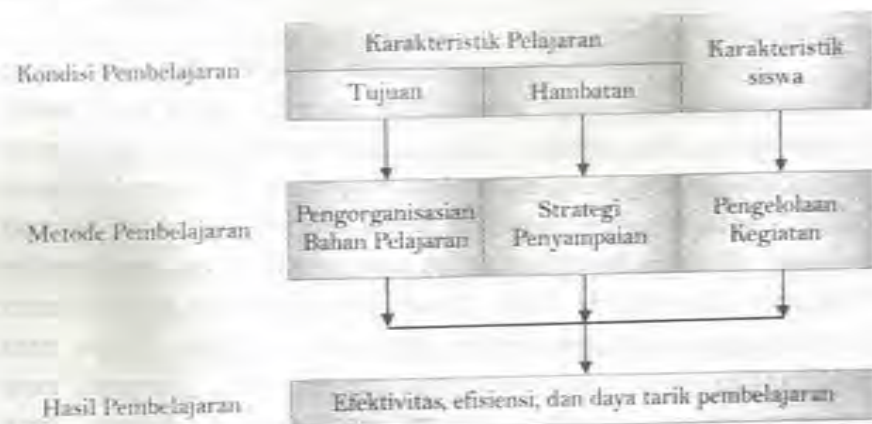 Kondisi Pembelajaran
Karakteristik Pelajaran
Karakteristik
siswa
Tujuan
Hambatan
Metode Pembelajaran
Pengorganisasian
Bahan Pelajaran
Strategi
Penyampaian
Pengelolaan
Kegiatan
Hasil Pembelajaran
Efektivitas, efisiensi, dan daya tarik pembelajaran